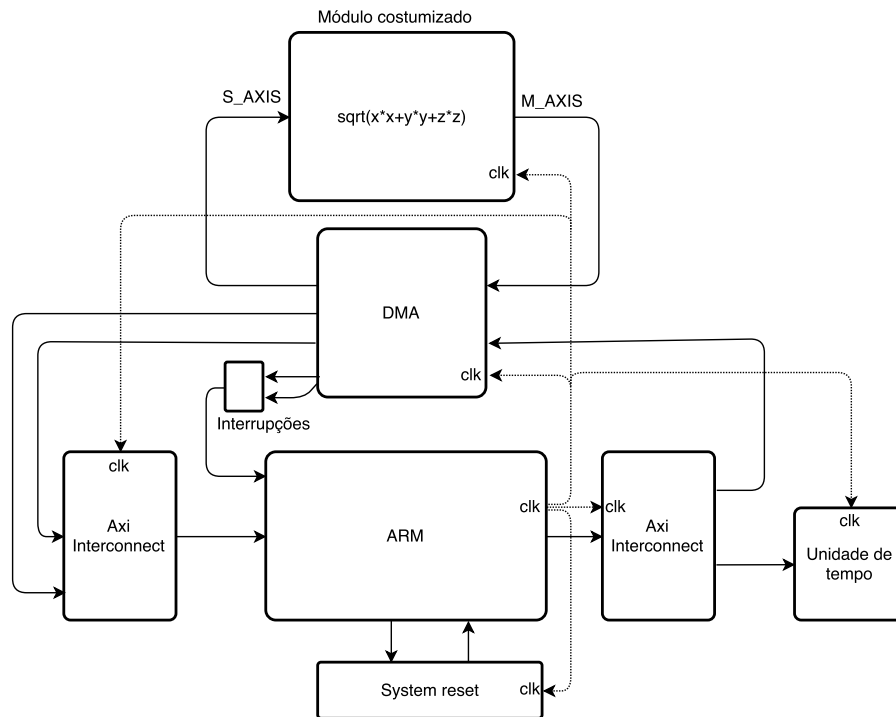 Módulo costumizado
S_AXIS
M_AXIS
sqrt(x*x+y*y+z*z)
clk
DMA
clk
Interrupções
clk
Axi
Interconnect
ARM
clk
clk
Axi
Interconnect
clk
Unidade de
tempo
System reset
clk